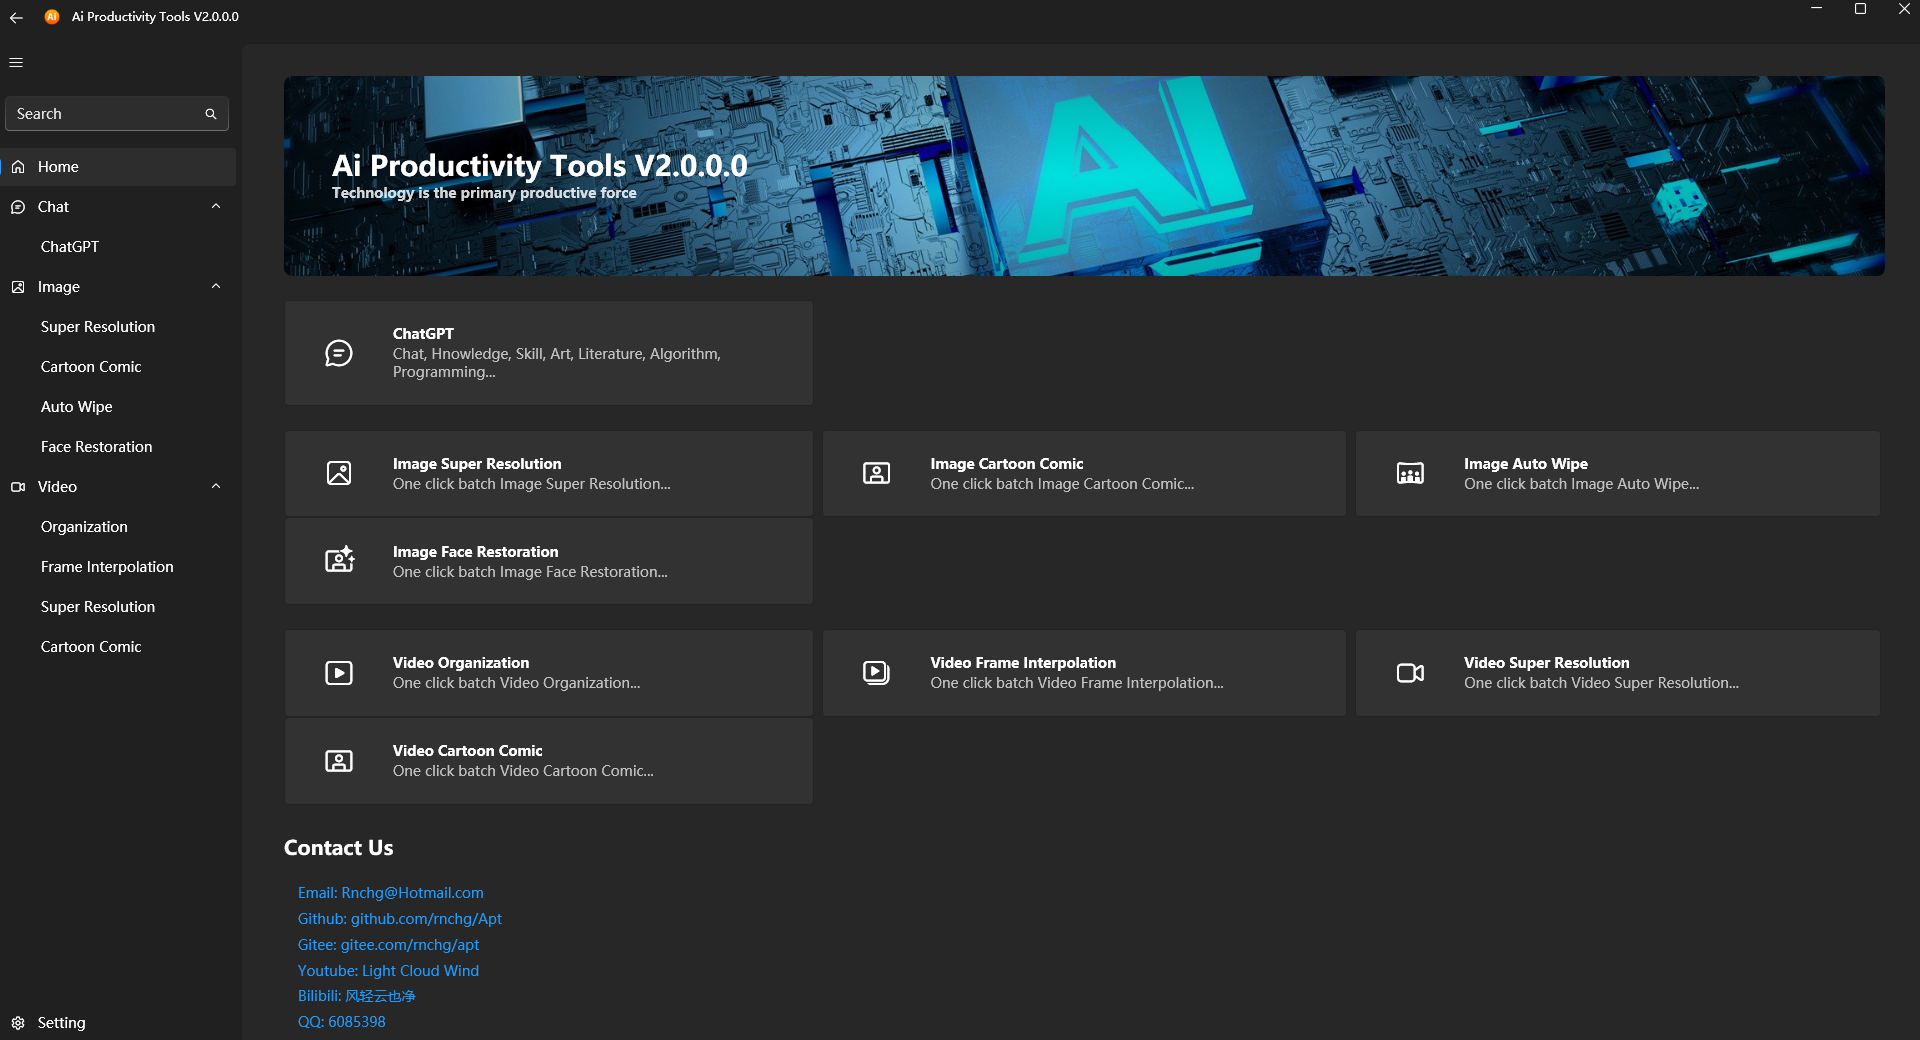 Ai Productivity Tools V2.0.0.0
Search
Home
Chat
ChatGPT
Image
Super Resolution
Cartoon Comic
Auto Wipe
Face Restoration
Video
Organization
Frame Interpolation
Super Resolution
Cartoon Comic
Setting
Ai Productivity Tools V2.0.0.0
Technology is the primary productive force
AI
ChatGPT
Chat, Hnowledge, Skill, Art, Literature, Algorithm,
Programming...
Image Super Resolution
One click batch Image Super Resolution...
Image Cartoon Comic
One click batch Image Cartoon Comic...
Image Auto Wipe
One click batch Image Auto Wipe...
Image Face Restoration
One click batch Image Face Restoration...
Video Organization
One click batch Video Organization...
Video Frame Interpolation
One click batch Video Frame Interpolation...
Video Super Resolution
One click batch Video Super Resolution...
Video Cartoon Comic
One click batch Video Cartoon Comic...
Contact Us
Email: Rnchg@Hotmail.com
Github: github.com/rnchg/Apt
Gitee: gitee.com/rnchg/apt
Youtube: Light Cloud Wind
Bilibili: 风轻云也净
QQ: 6085398